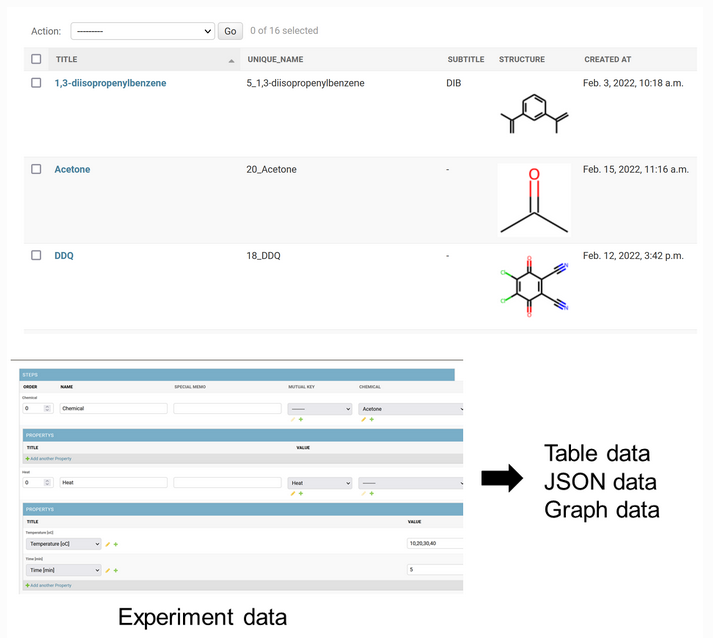 Action: --------- Go 0 of 16 selected
TITLE UNIQUE_NAME SUBTITLE STRUCTURE CREATED AT
1,3-diisopropenylbenzene 5_1,3-diisopropenylbenzene DIB Feb. 3, 2022, 10:18 a.m.
Acetone 20_Acetone - Feb. 15, 2022, 11:16 a.m.
O
DDQ 18_DDQ - Feb. 12, 2022, 3:42 p.m.
O
Cl N
Cl N
O
STEPS
ORDER NAME SPECIAL MEMO MUTUAL KEY CHEMICAL
Chemical
0 Chemical ------- Acetone
PROPERTYS
TITLE VALUE
+ Add another Property
Heat
0 Heat Heat -------
PROPERTYS
TITLE VALUE
Temperature [oC]
Temperature [oC] 10,20,30,40
Time [min]
Time [min] 5
+ Add another Property
Table data
JSON data
Graph data
Experiment data